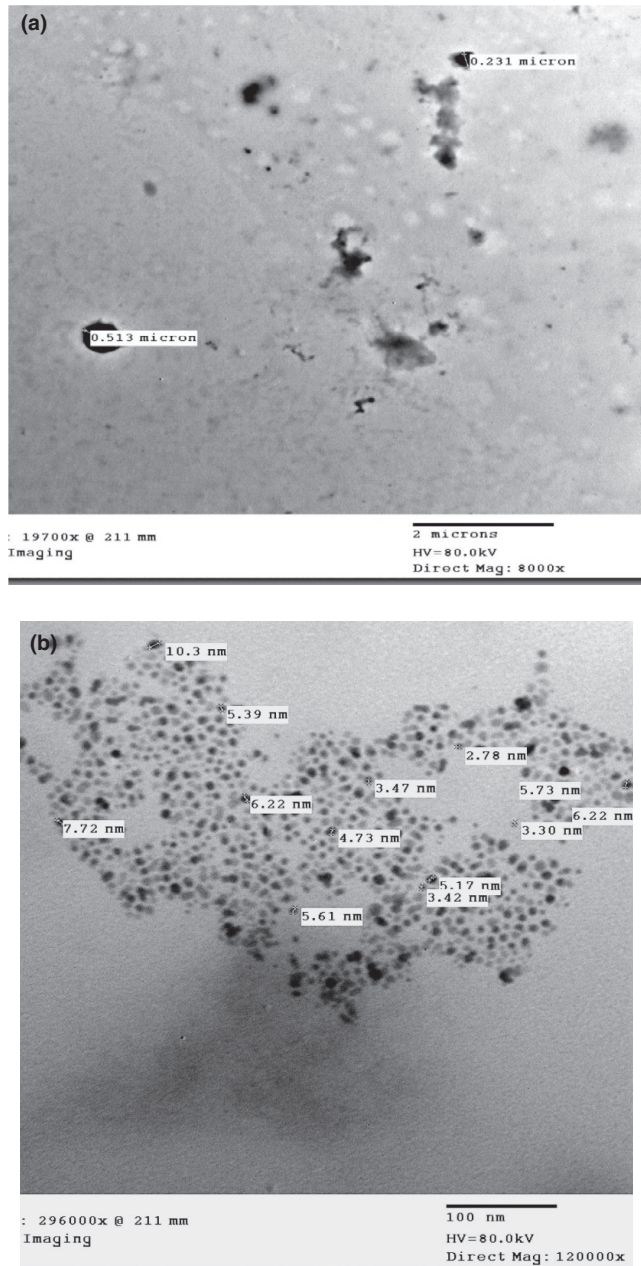 (a)
0.231 micron
0.513 micron
: 19700x @ 211 mm
Imaging
2 microns
HV=80.0kV
Direct Mag: 8000x
(b)
10.3 nm
5.39 nm
2.78 nm
3.47 nm
5.73 nm
6.22 nm
6.22 nm
7.72 nm
4.73 nm
3.30 nm
5.17 nm
3.42 nm
5.61 nm
: 296000x @ 211 mm
Imaging
100 nm
HV=80.0kV
Direct Mag: 120000x